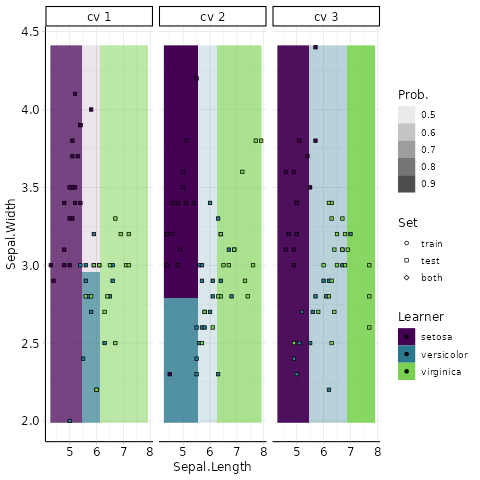 cv 1 cv 2 cv 3
4.5
4.0
3.5
3.0
2.5
2.0
Sepal.Width
5 6 7 8 5 6 7 8 5 6 7 8
Sepal.Length
Prob.
0.5
0.6
0.7
0.8
0.9
Set
train
test
both
Learner
setosa
versicolor
virginica